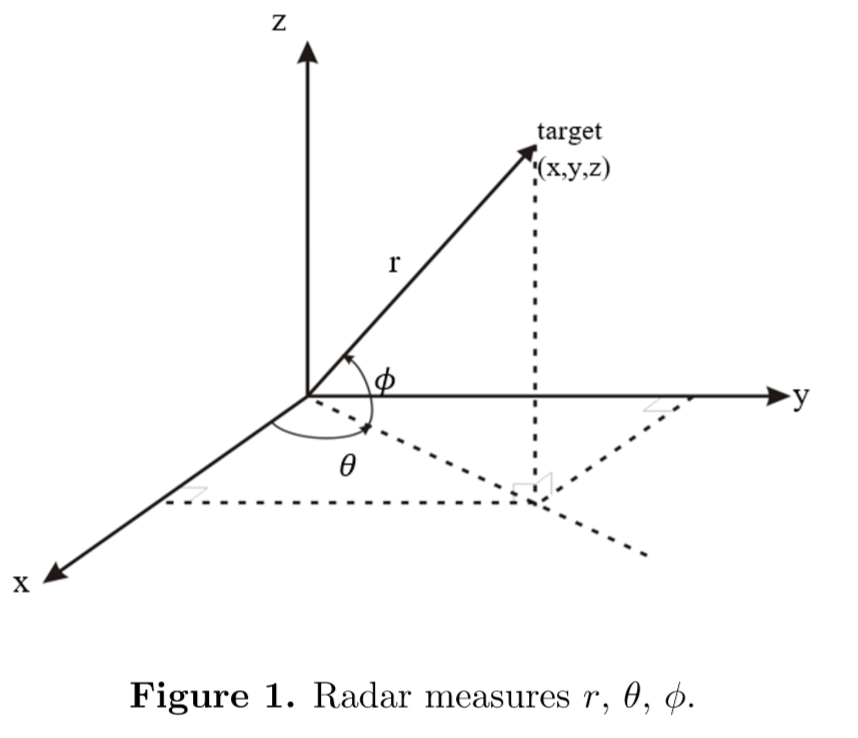 z
target
(x,y,z)
r
ϕ
y
θ
x
Figure 1. Radar measures r, θ, ϕ.